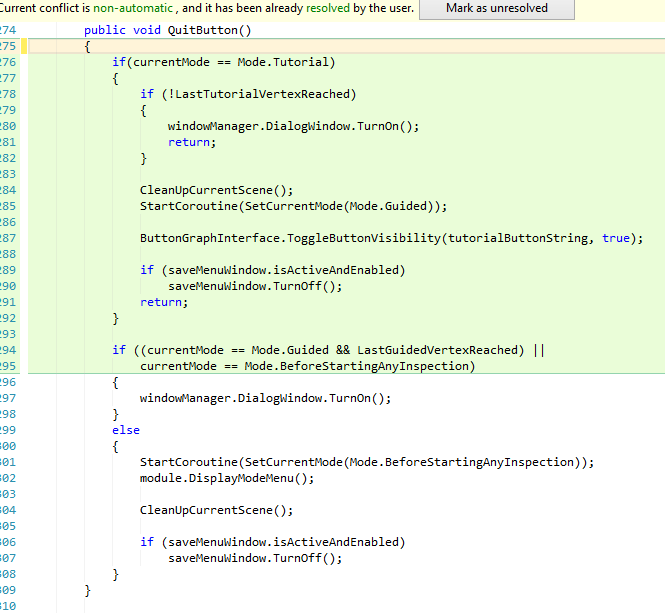 Current conflict is non-automatic , and it has been already resolved by the user. Mark as unresolved
274 public void QuitButton()
275 {
276 if(currentMode == Mode.Tutorial)
277 {
278 if (!LastTutorialVertexReached)
279 {
280 windowManager.DialogWindow.TurnOn();
281 return;
282 }
283
284 CleanUpCurrentScene();
285 StartCoroutine(SetCurrentMode(Mode.Guided));
286
287 ButtonGraphInterface.ToggleButtonVisibility(tutorialButtonString, true);
288
289 if (saveMenuWindow.isActiveAndEnabled)
290 saveMenuWindow.TurnOff();
291 return;
292 }
293
294 if ((currentMode == Mode.Guided && LastGuidedVertexReached) ||
295 currentMode == Mode.BeforeStartingAnyInspection)
296 {
297 windowManager.DialogWindow.TurnOn();
298 }
299 else
300 {
301 StartCoroutine(SetCurrentMode(Mode.BeforeStartingAnyInspection));
302 module.DisplayModeMenu();
303
304 CleanUpCurrentScene();
305
306 if (saveMenuWindow.isActiveAndEnabled)
307 saveMenuWindow.TurnOff();
308 }
309 }
310